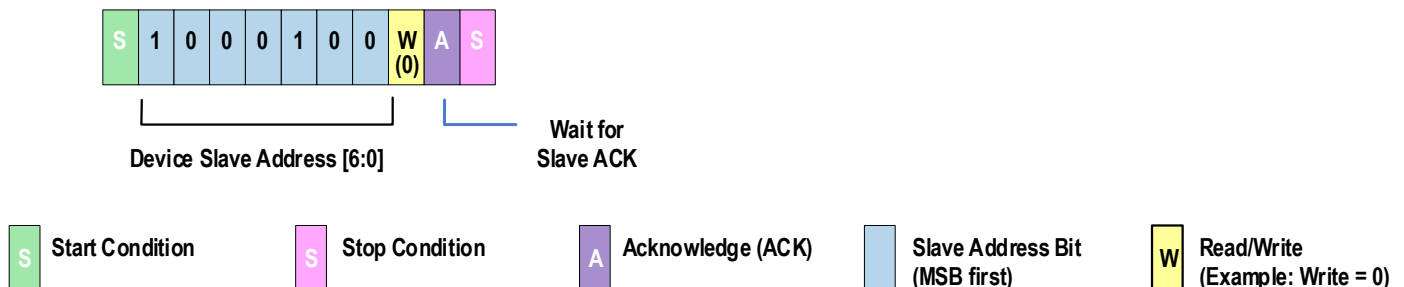 S 1 0 0 0 1 0 0 W A S
(0)
Wait for
Device Slave Address [6:0] Slave ACK
S Start Condition S Stop Condition A Acknowledge (ACK) Slave Address Bit W Read/Write
(MSB first) (Example: Write = 0)